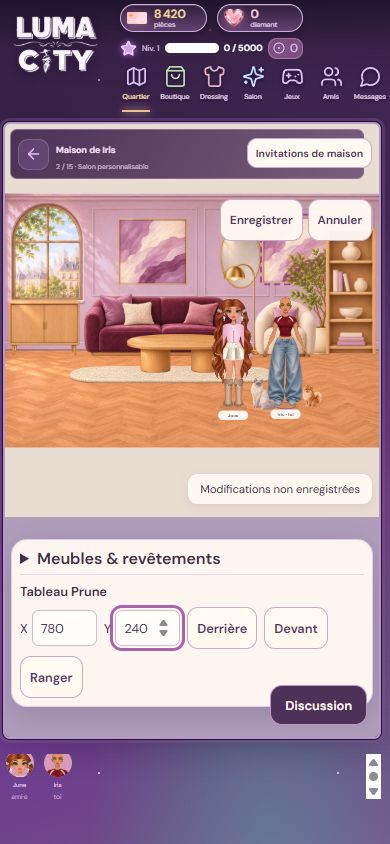 LUMA
CITY
8 420
pièces
0
diamant
Niv. 1
0 / 5000
0
Quartier
Boutique
Dressing
Salon
Jeux
Amis
Messages
Maison de Iris
2 / 15 · Salon personnalisable
Invitations de maison
Enregistrer
Annuler
June
Iris · toi
Modifications non enregistrées
Meubles & revêtements
Tableau Prune
X 780
Y 240
Derrière
Devant
Ranger
Discussion
June
Iris
ami·e
toi